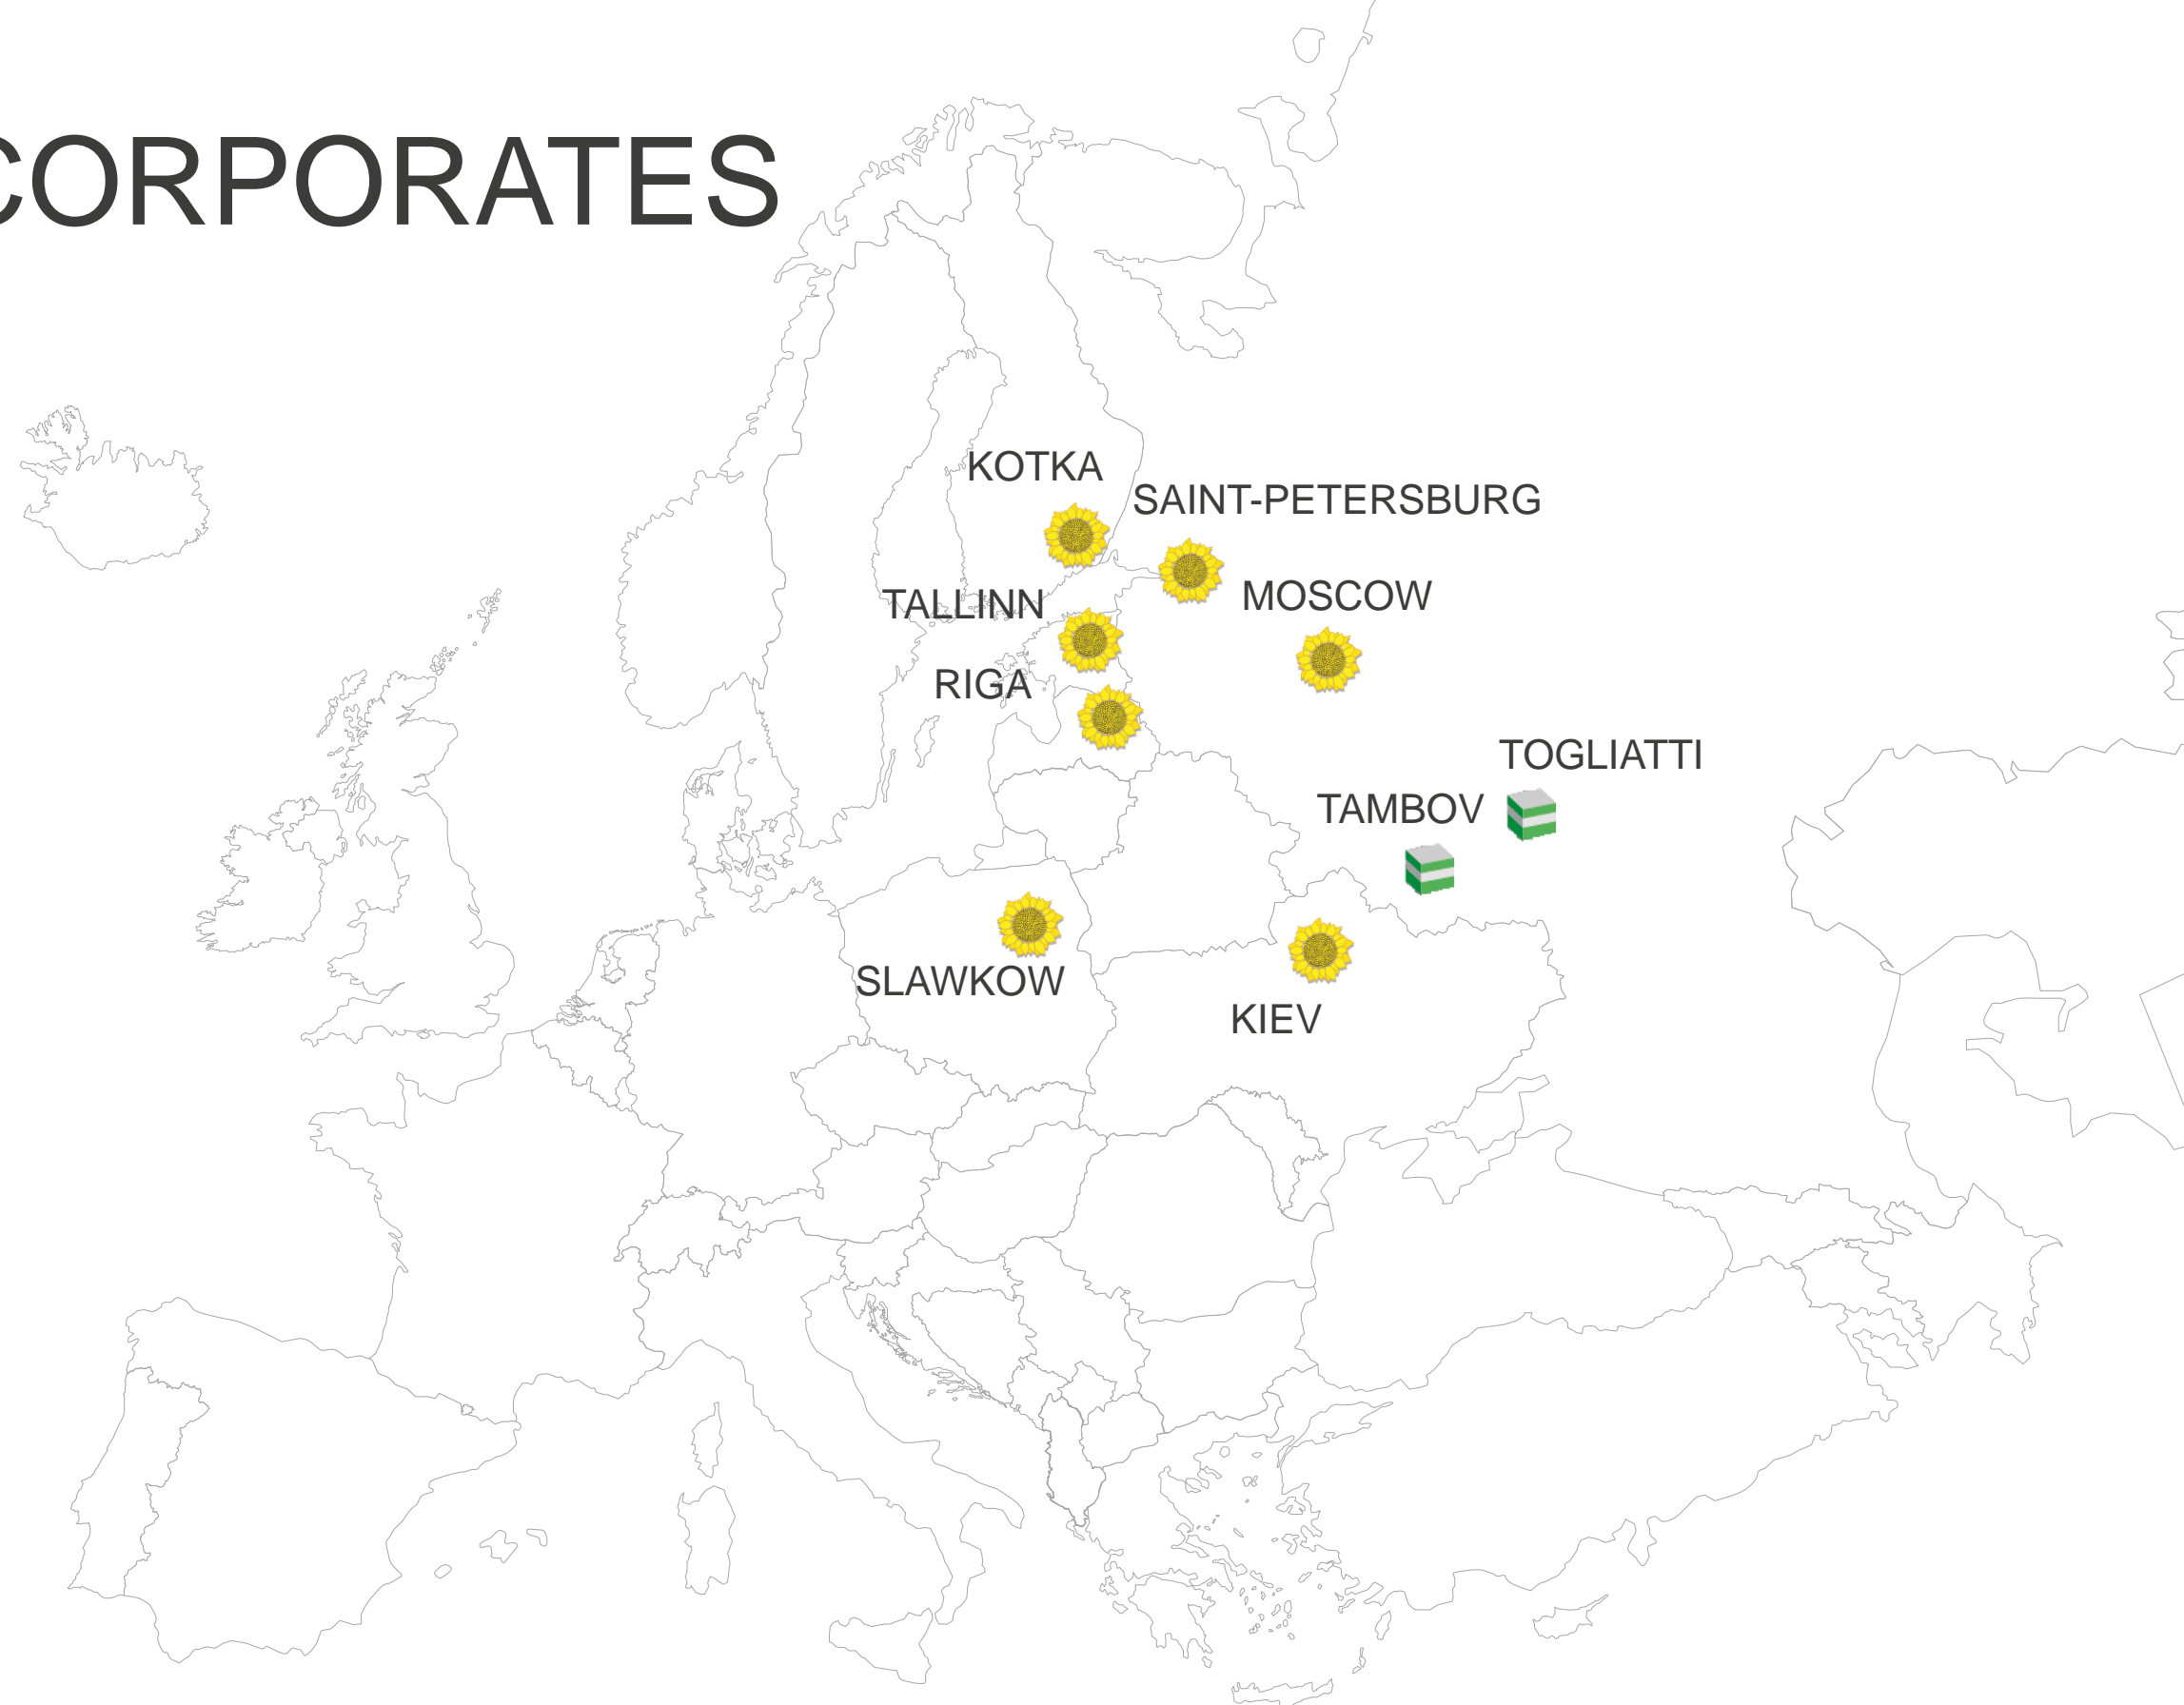 CORPORATES
KOTKA
SAINT-PETERSBURG
TALLINN
MOSCOW
RIGA
TOGLIATTI
TAMBOV
SLAWKOW
KIEV